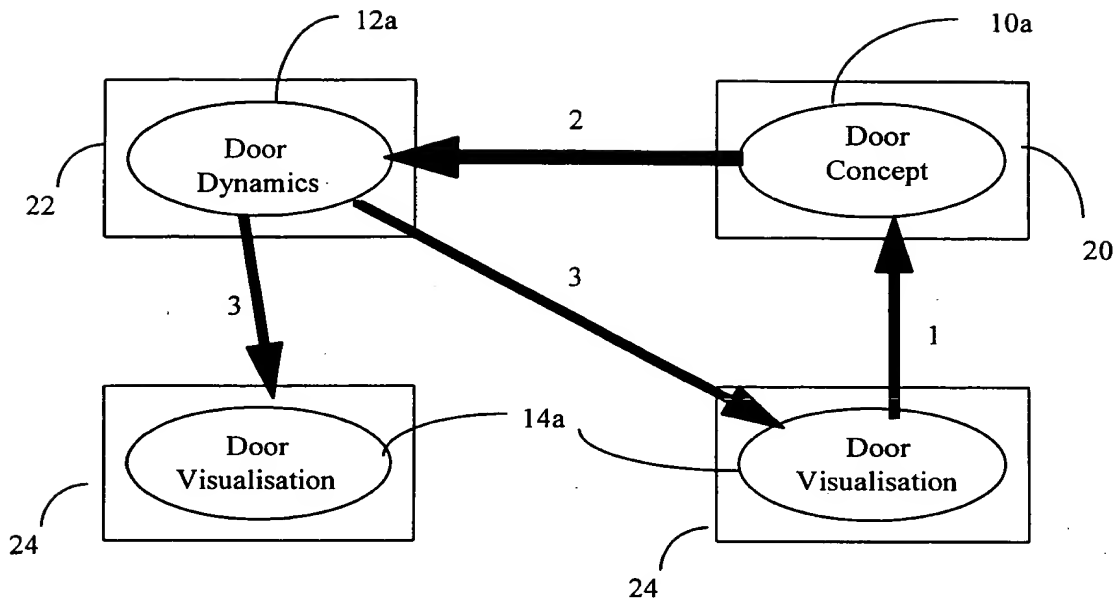 12a
10a
Door
Dynamics
2
Door
Concept
22
20
3
3
1
14a
Door
Visualisation
Door
Visualisation
24
24